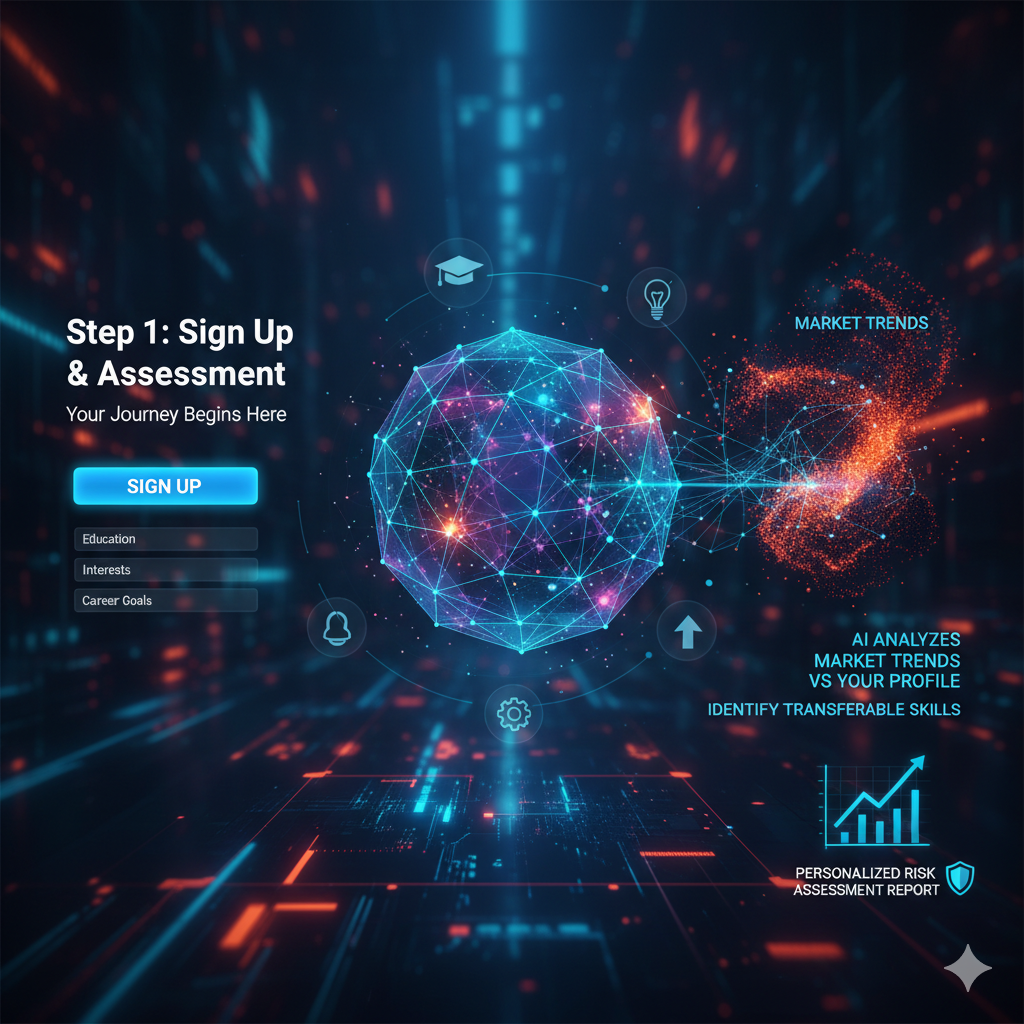 Step 1: Sign Up
& Assessment
Your Journey Begins Here
SIGN UP
Education
Interests
Career Goals
MARKET TRENDS
AI ANALYZES
MARKET TRENDS
VS YOUR PROFILE
IDENTIFY TRANSFERABLE SKILLS
PERSONALIZED RISK
ASSESSMENT REPORT